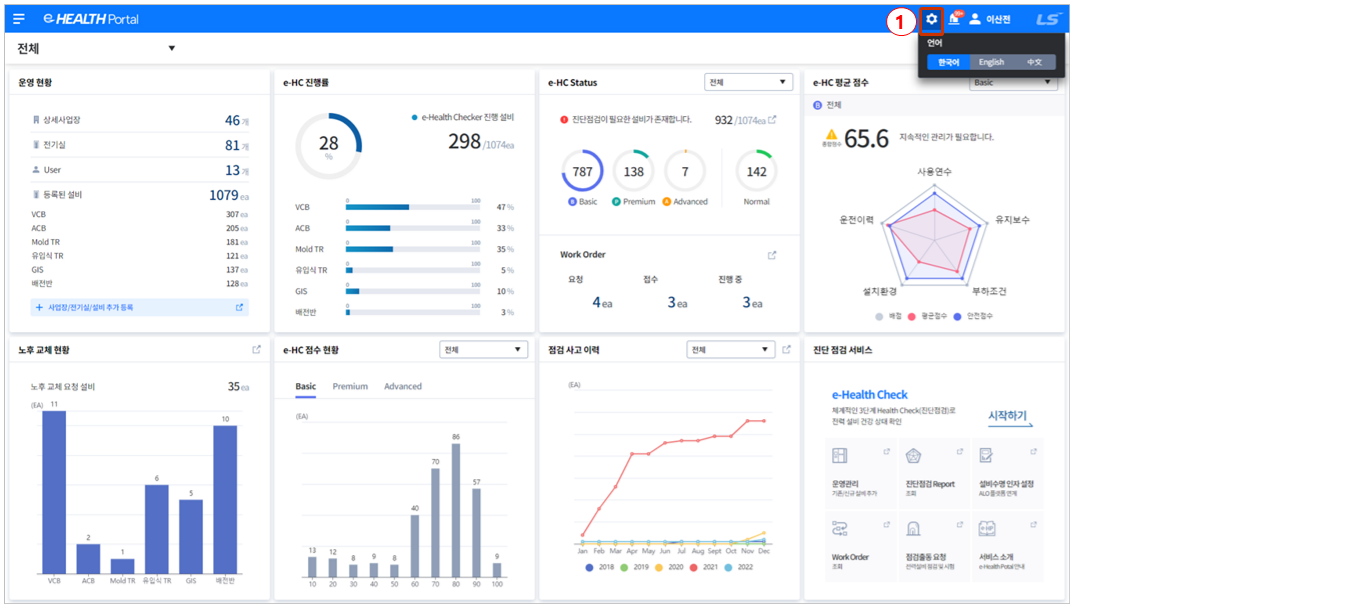 e-HEALTH Portal
1
99+
이산전
LS
전체
언어
한국어 English 中文
운영 현황
상세사업장 46 개
전기실 81 개
User 13 개
등록된 설비 1079 ea
VCB 307 ea
ACB 205 ea
Mold TR 181 ea
유입식 TR 121 ea
GIS 137 ea
배전반 128 ea
+ 사업장/전기실/설비 추가 등록
e-HC 진행률
28
%
e-Health Checker 진행 설비
298 /1074ea
0 100
VCB 47 %
0 100
ACB 33 %
0 100
Mold TR 35 %
0 100
유입식 TR 5 %
0 100
GIS 10 %
0 100
배전반 3 %
e-HC Status
전체
진단점검이 필요한 설비가 존재합니다. 932 /1074ea
787 138 7 142
B Basic P Premium A Advanced Normal
Work Order
요청 접수 진행 중
4 ea 3 ea 3 ea
e-HC 평균 점수
Basic
B 전체
종합점수
65.6 지속적인 관리가 필요합니다.
사용연수
운전이력 유지보수
설치환경 부하조건
배점 평균점수 안전점수
노후 교체 현황
노후 교체 요청 설비 35 ea
(EA)
11 2 1 6 5 10
VCB ACB Mold TR 유입식 TR GIS 배전반
e-HC 점수 현황
전체
Basic Premium Advanced
(EA)
13 12 8 9 8 40 70 86 57 9
10 20 30 40 50 60 70 80 90 100
점검 사고 이력
전체
(EA)
Jan Feb Mar Apr May Jun Jul Aug Sept Oct Nov Dec
2018 2019 2020 2021 2022
진단 점검 서비스
e-Health Check
체계적인 3단계 Health Check(진단점검)로
전력 설비 건강 상태 확인
시작하기
운영관리
기존/신규 설비 추가
진단점검 Report
조회
설비수명 인자 설정
ALO 플랫폼 연계
Work Order
조회
점검출동 요청
전력설비 점검 및 시험
서비스 소개
e-Health Potal 안내